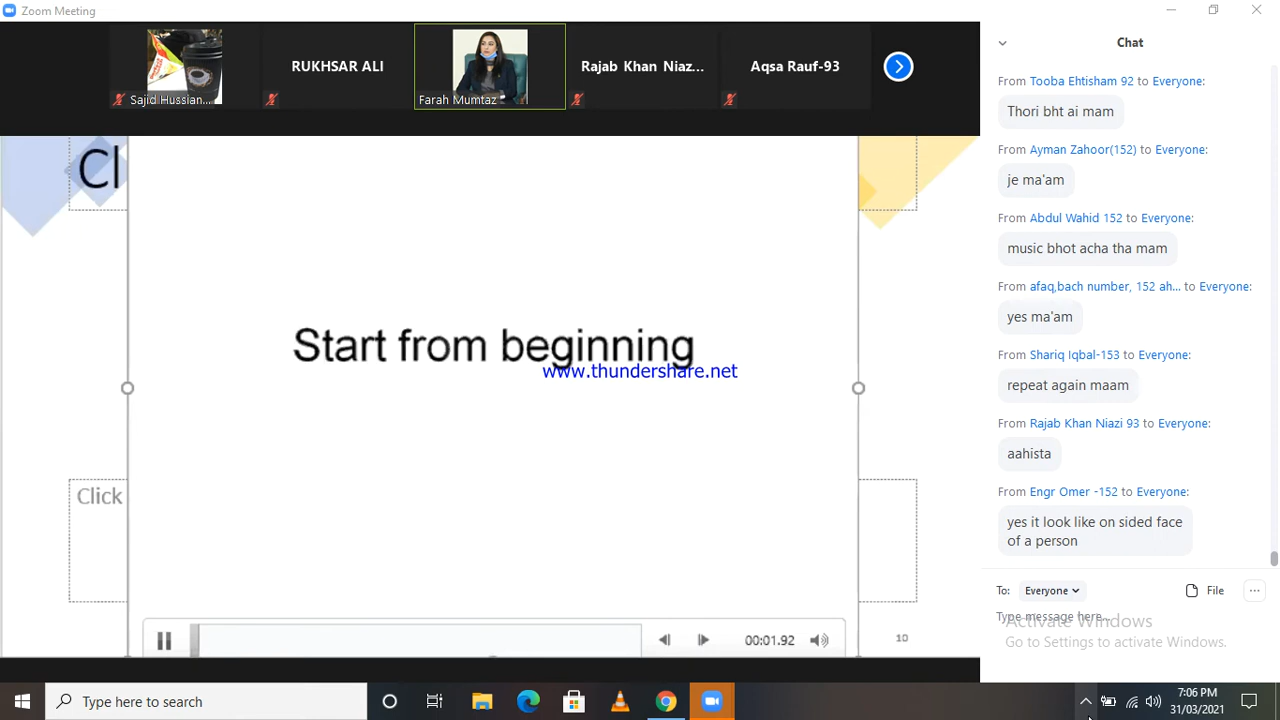 Zoom Meeting
Sajid Hussian...
RUKHSAR ALI
Farah Mumtaz
Rajab Khan Niaz...
Aqsa Rauf-93
Cl
Start from beginning
www.thundershare.net
Click
00:01.92
10
Chat
From Tooba Ehtisham 92 to Everyone:
Thori bht ai mam
From Ayman Zahoor(152) to Everyone:
je ma'am
From Abdul Wahid 152 to Everyone:
music bhot acha tha mam
From afaq,bach number, 152 ah... to Everyone:
yes ma'am
From Shariq Iqbal-153 to Everyone:
repeat again maam
From Rajab Khan Niazi 93 to Everyone:
aahista
From Engr Omer -152 to Everyone:
yes it look like on sided face
of a person
To: Everyone File
Type message here...
Activate Windows
Go to Settings to activate Windows.
Type here to search
7:06 PM
31/03/2021